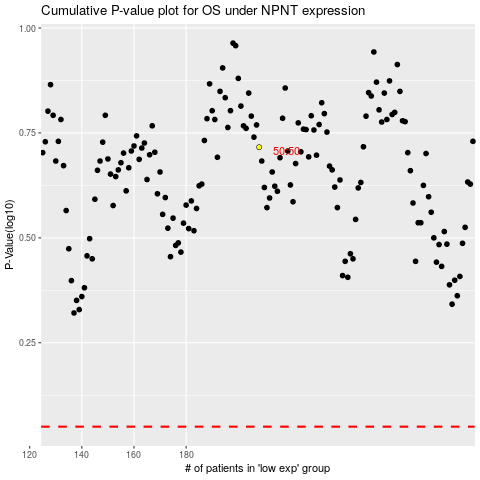 Cumulative P-value plot for OS under NPNT expression
P-Value(log10)
1.00
0.75
0.50
0.25
50:50
120 140 160 180
# of patients in 'low exp' group